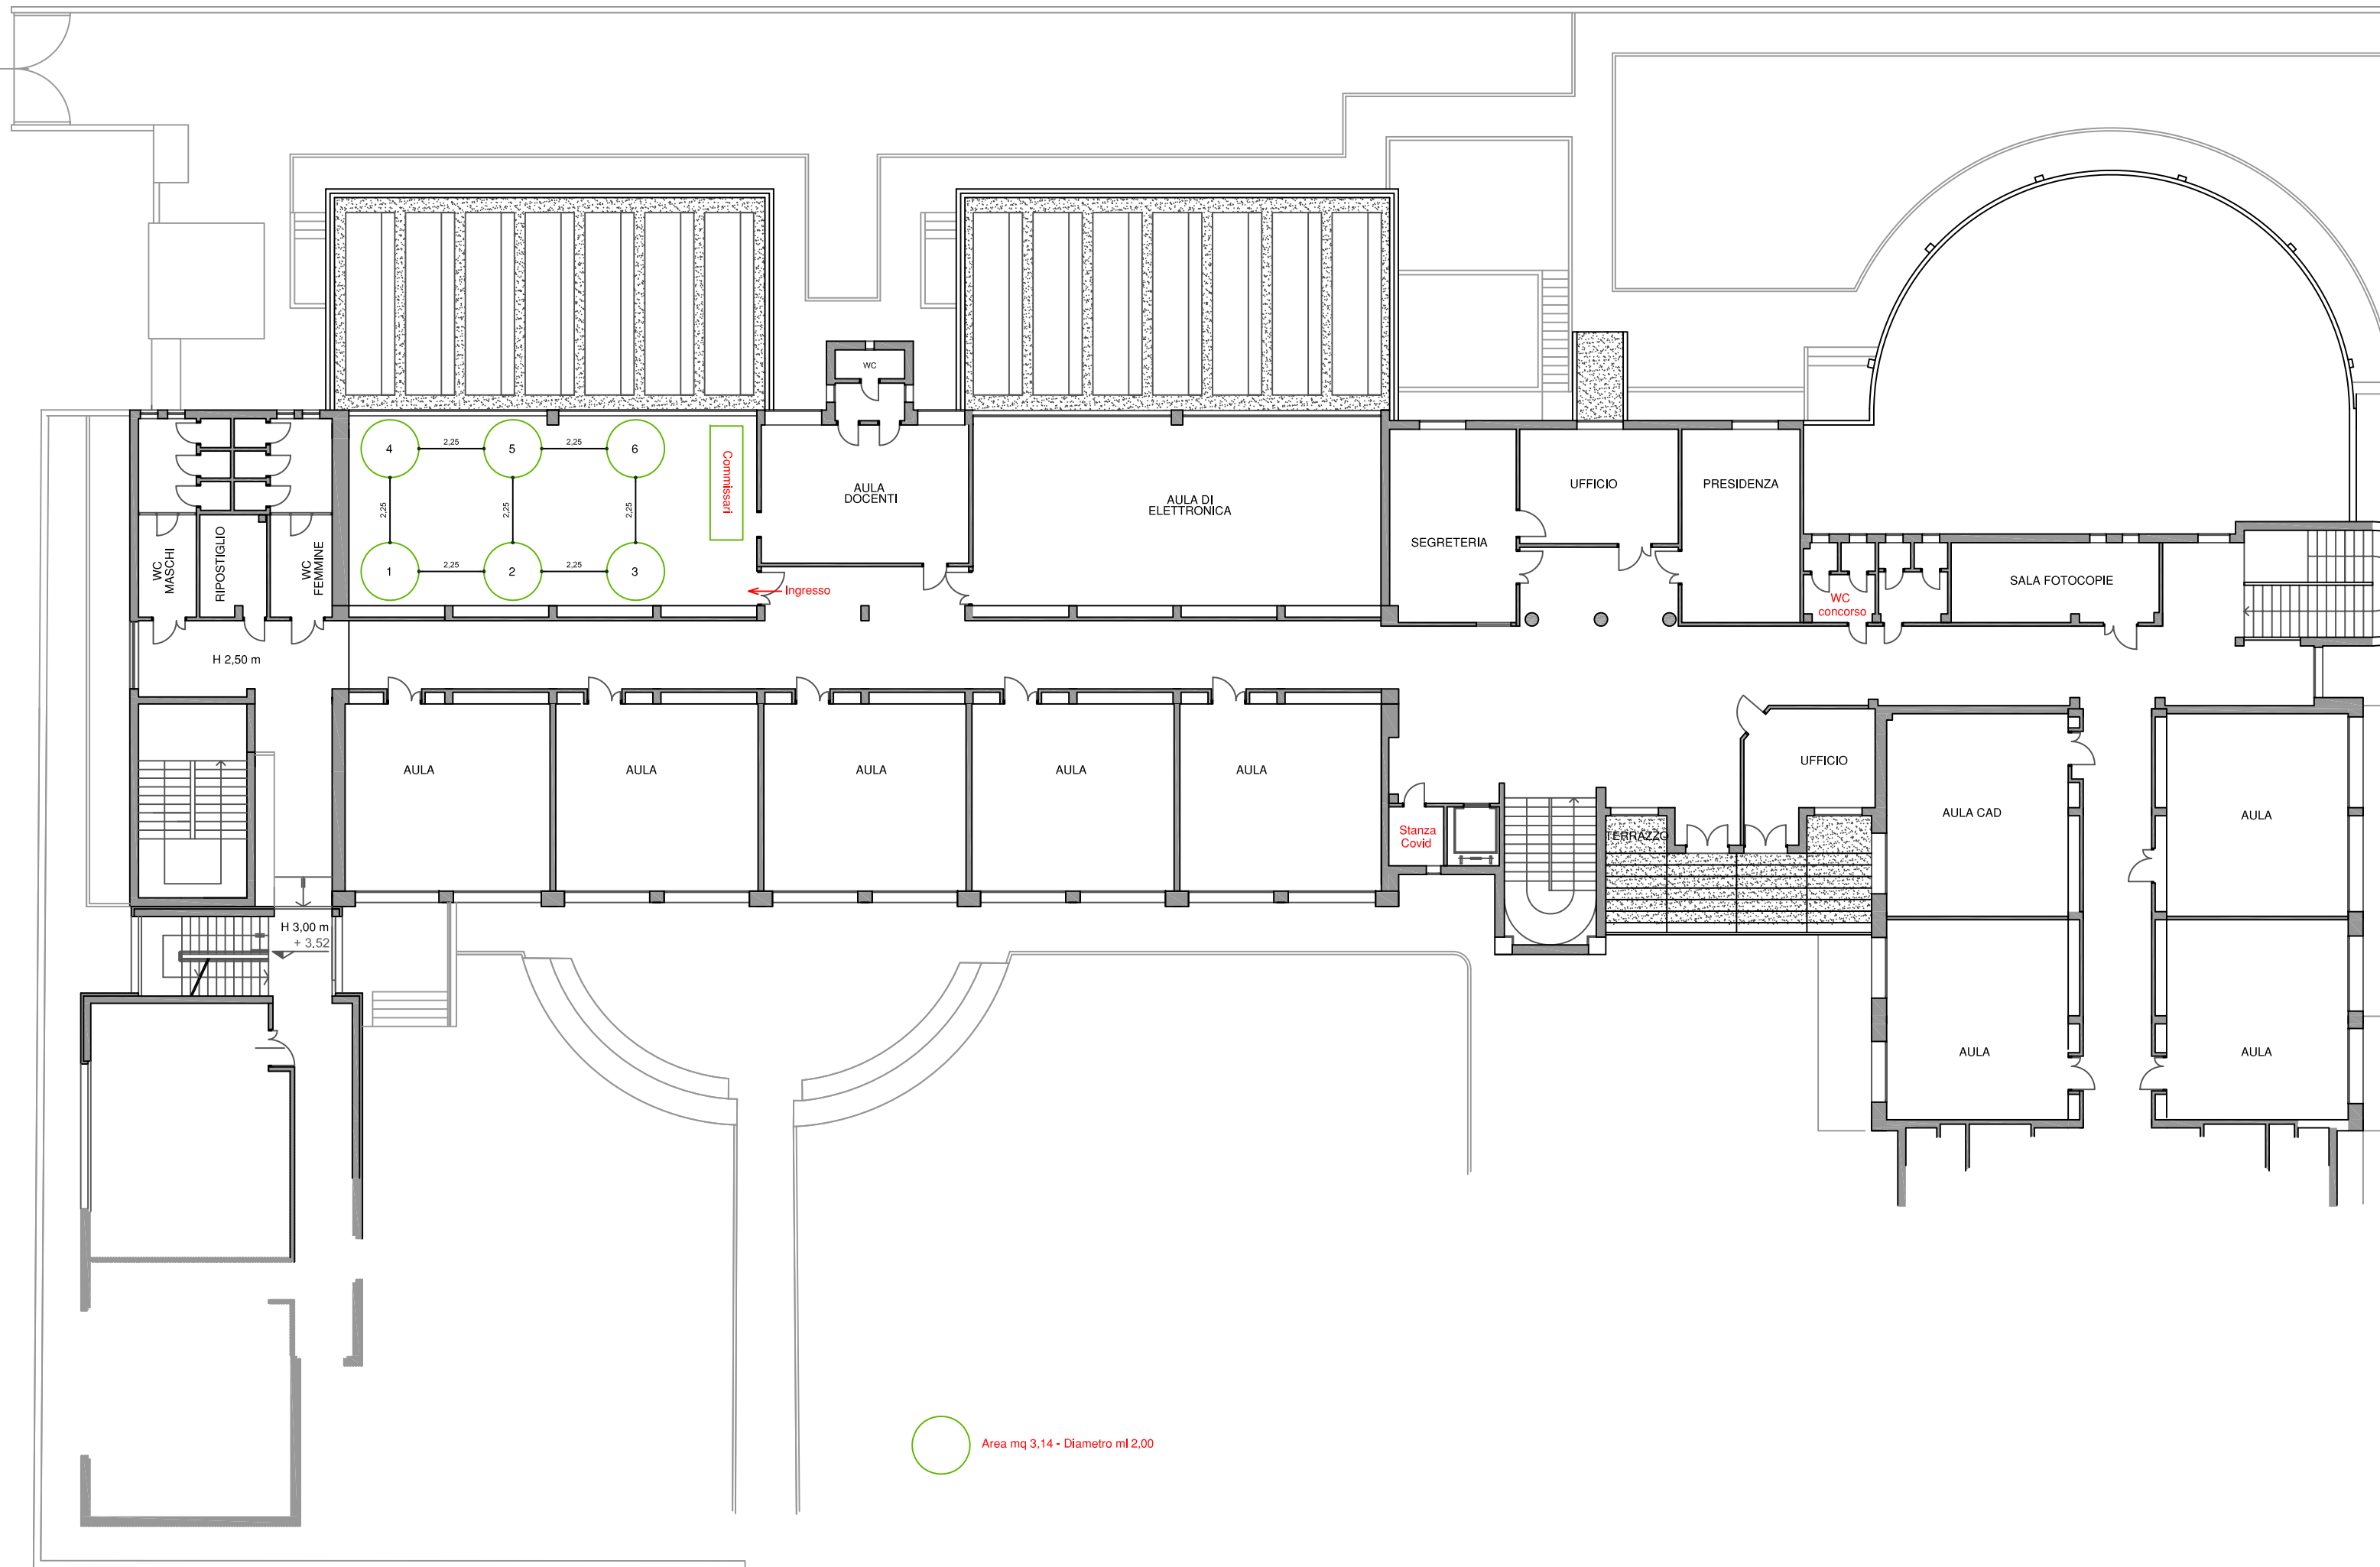 WC
4
2,25
5
2,25
6
Commissari
AULA
DOCENTI
AULA DI
ELETTRONICA
UFFICIO
PRESIDENZA
2,25
2,25
2,25
SEGRETERIA
WC
MASCHI
RIPOSTIGLIO
WC
FEMMINE
1
2,25
2
2,25
3
Ingresso
WC
concorso
SALA FOTOCOPIE
H 2,50 m
AULA
AULA
AULA
AULA
AULA
UFFICIO
AULA CAD
AULA
Stanza
Covid
TERRAZZO
H 3,00 m
+ 3,52
AULA
AULA
Area mq 3,14 - Diametro ml 2,00